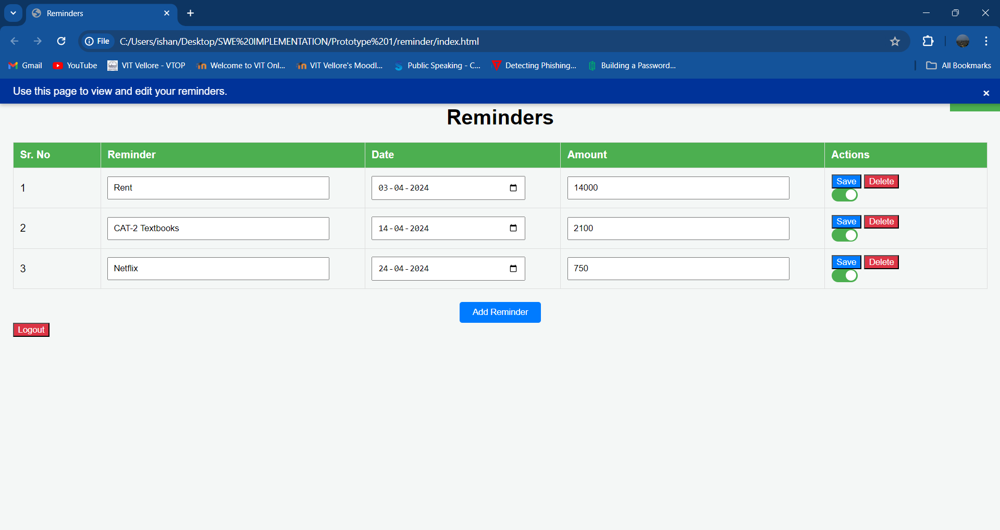 Reminders
File C:/Users/ishan/Desktop/SWE%20IMPLEMENTATION/Prototype%201/reminder/index.html
Gmail YouTube VIT Vellore - VTOP Welcome to VIT Onl... VIT Vellore's Moodl... Public Speaking - C... Detecting Phishing... Building a Password... All Bookmarks
Use this page to view and edit your reminders. ×
Reminders
Sr. No Reminder Date Amount Actions
1 Rent 03-04-2024 14000 Save Delete
2 CAT-2 Textbooks 14-04-2024 2100 Save Delete
3 Netflix 24-04-2024 750 Save Delete
Add Reminder
Logout